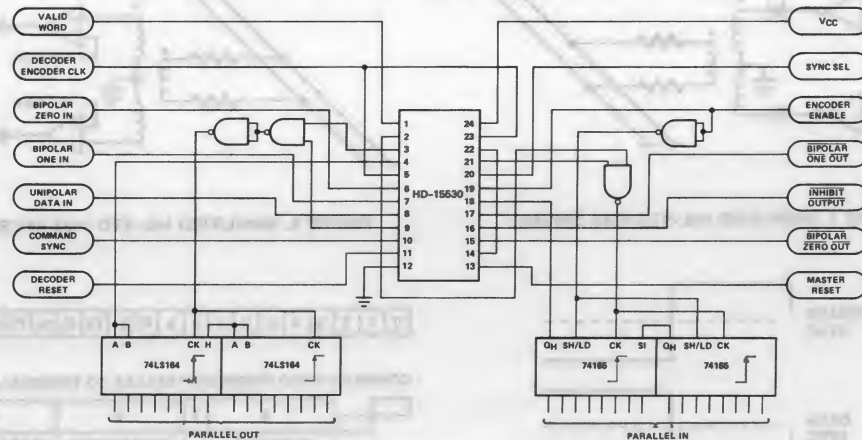 VALID WORD
DECODER ENCODER CLK
BIPOLAR ZERO IN
BIPOLAR ONE IN
UNIPOLAR DATA IN
COMMAND SYNC
DECODER RESET
VCC
SYNC SEL
ENCODER ENABLE
BIPOLAR ONE OUT
INHIBIT OUTPUT
BIPOLAR ZERO OUT
MASTER RESET
HD-15530
1 24
2 23
3 22
4 21
5 20
6 19
7 18
8 17
9 16
10 15
11 14
12 13
A B CK H A B CK
74LS164 74LS164
PARALLEL OUT
QH SH/LD CK SI QH SH/LD CK
74165 74165
PARALLEL IN